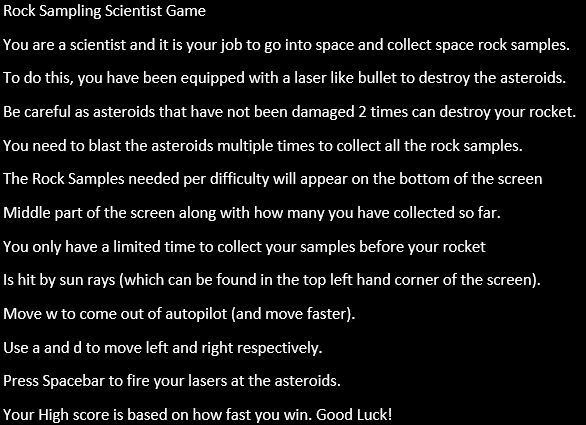 Rock Sampling Scientist Game
You are a scientist and it is your job to go into space and collect space rock samples.
To do this, you have been equipped with a laser like bullet to destroy the asteroids.
Be careful as asteroids that have not been damaged 2 times can destroy your rocket.
You need to blast the asteroids multiple times to collect all the rock samples.
The Rock Samples needed per difficulty will appear on the bottom of the screen
Middle part of the screen along with how many you have collected so far.
You only have a limited time to collect your samples before your rocket
Is hit by sun rays (which can be found in the top left hand corner of the screen).
Move w to come out of autopilot (and move faster).
Use a and d to move left and right respectively.
Press Spacebar to fire your lasers at the asteroids.
Your High score is based on how fast you win. Good Luck!